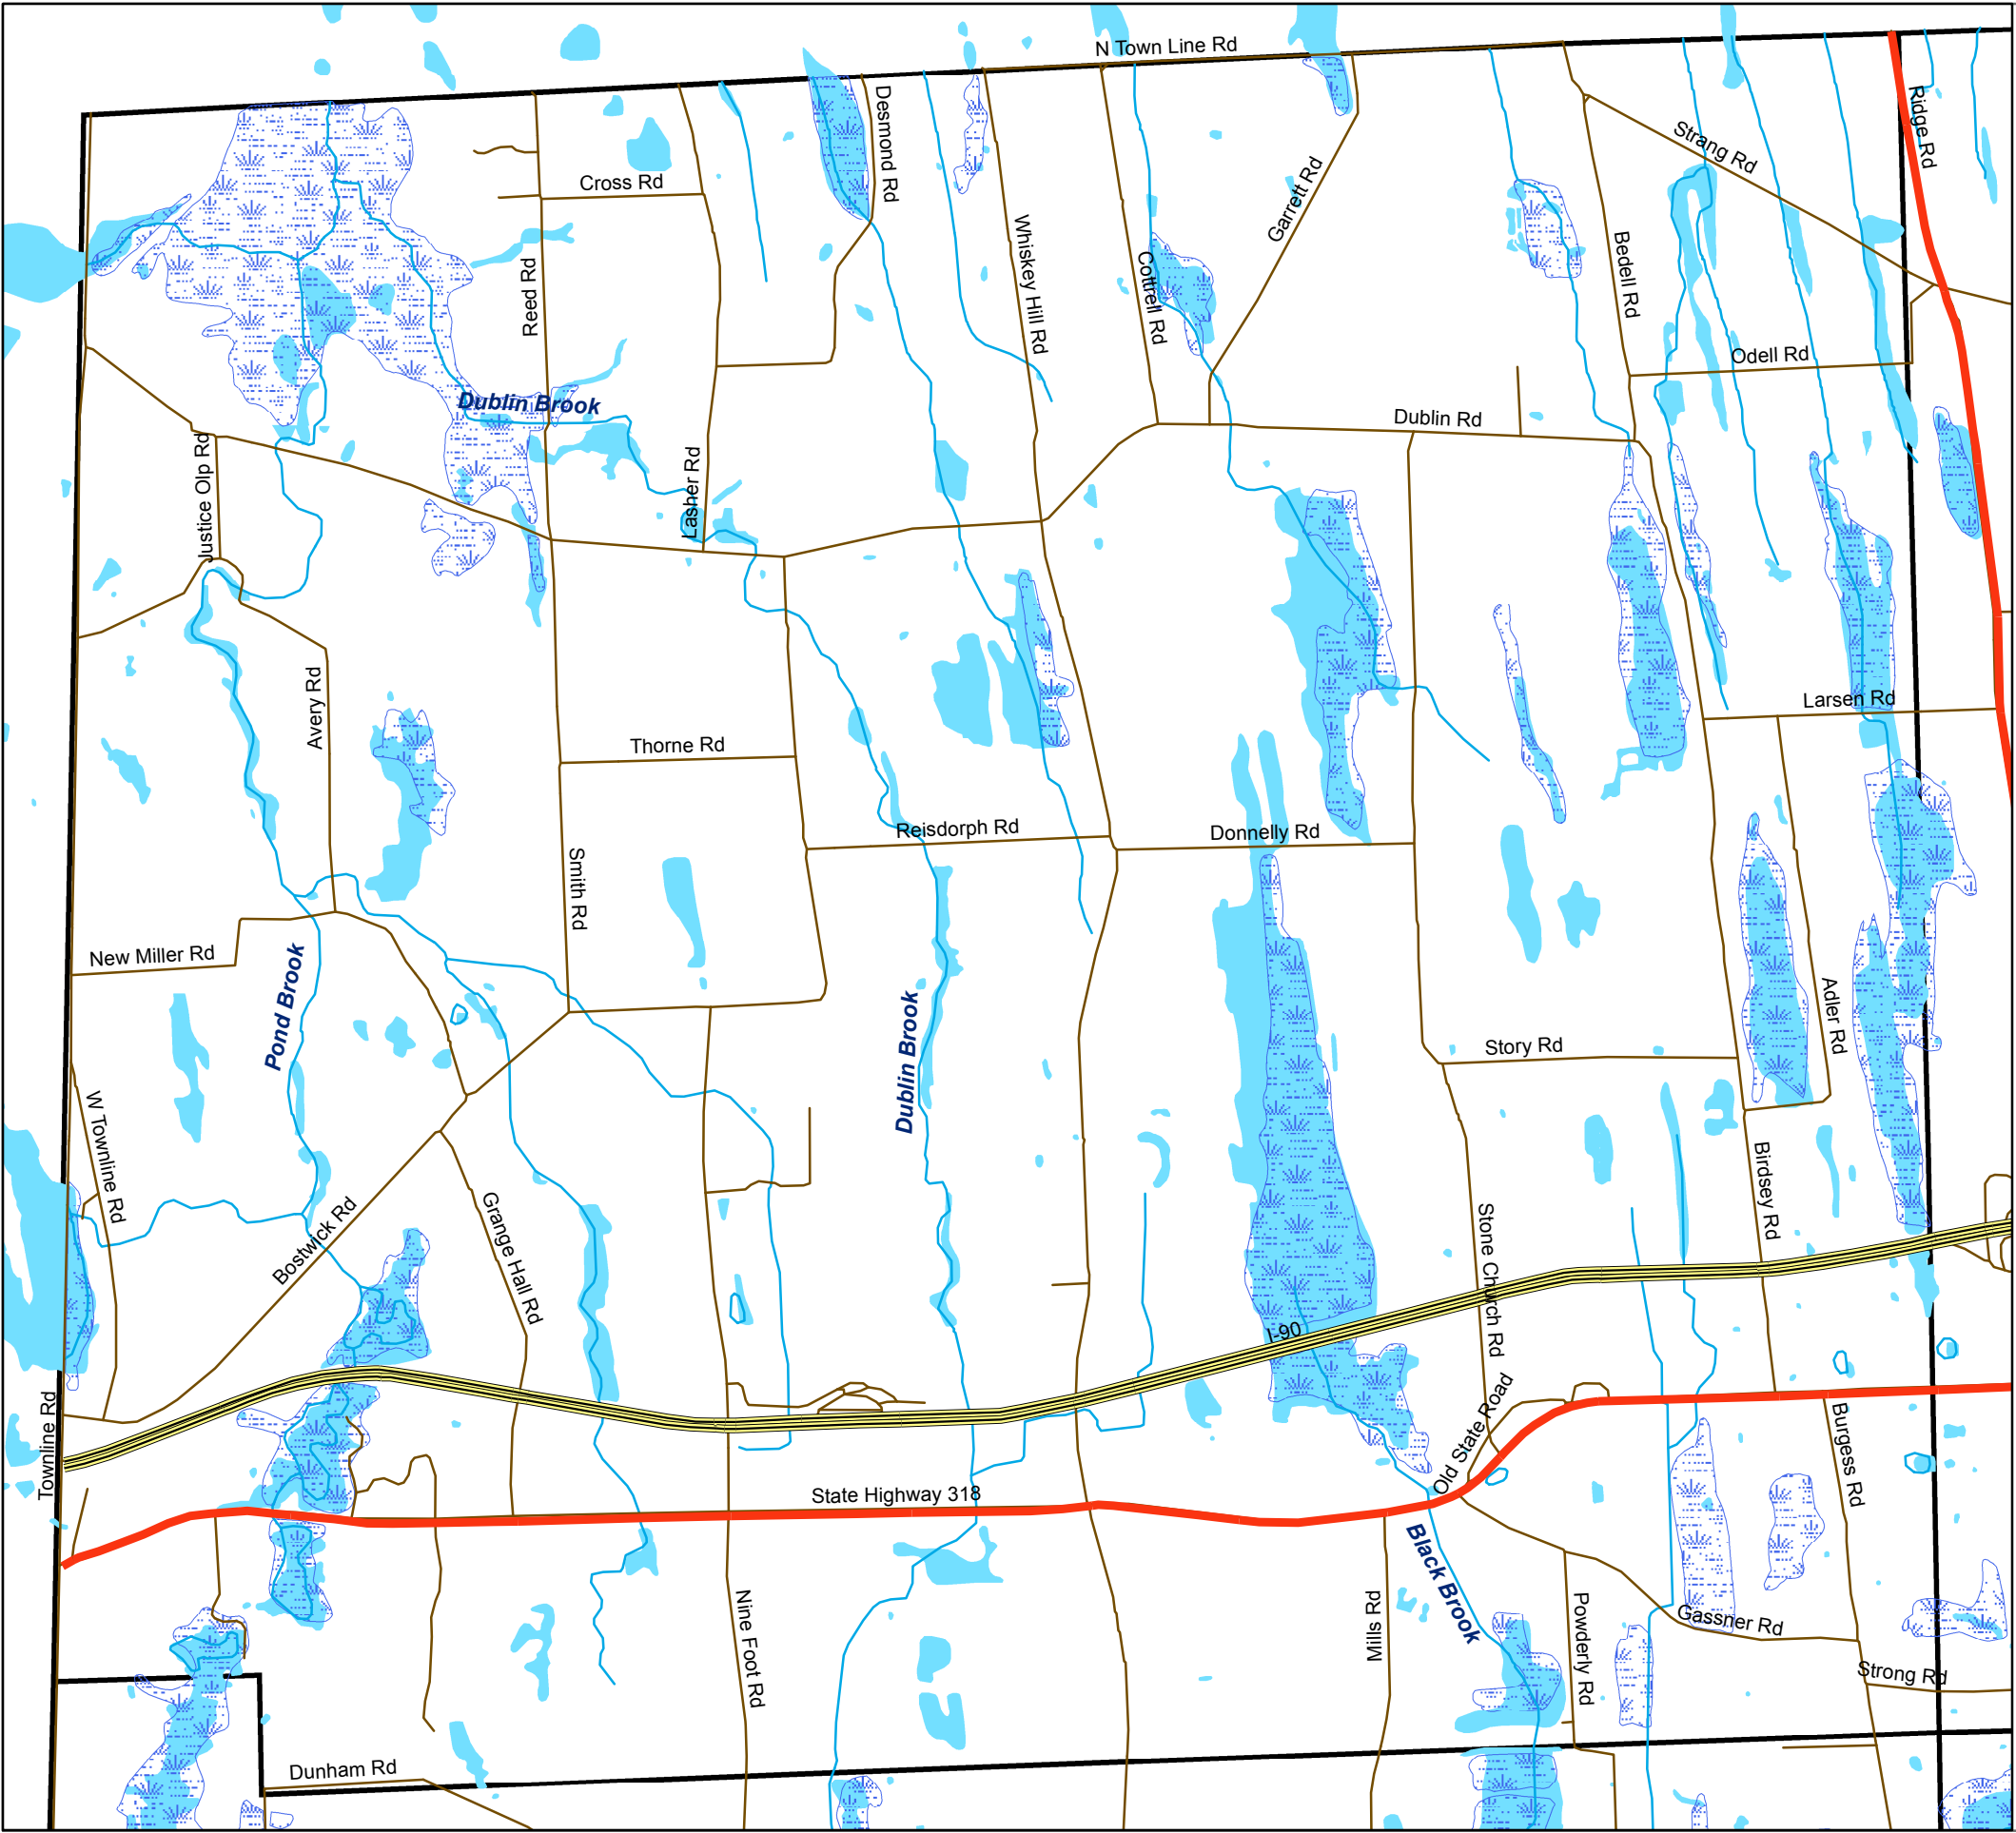 N Town Line Rd
Desmond Rd
Ridge Rd
Strang Rd
Cross Rd
Garrett Rd
Whiskey Hill Rd
Cottrell Rd
Bedell Rd
Reed Rd
Odell Rd
Dublin Brook
Dublin Rd
Justice Olp Rd
Lasher Rd
Avery Rd
Larsen Rd
Thorne Rd
Reisdorph Rd
Donnelly Rd
Smith Rd
New Miller Rd
Pond Brook
Dublin Brook
Adler Rd
Story Rd
W Townline Rd
Birdsey Rd
Bostwick Rd
Grange Hall Rd
Stone Church Rd
I-90
Townline Rd
Old State Road
Burgess Rd
State Highway 318
Black Brook
Nine Foot Rd
Mills Rd
Powderly Rd
Gassner Rd
Strong Rd
Dunham Rd